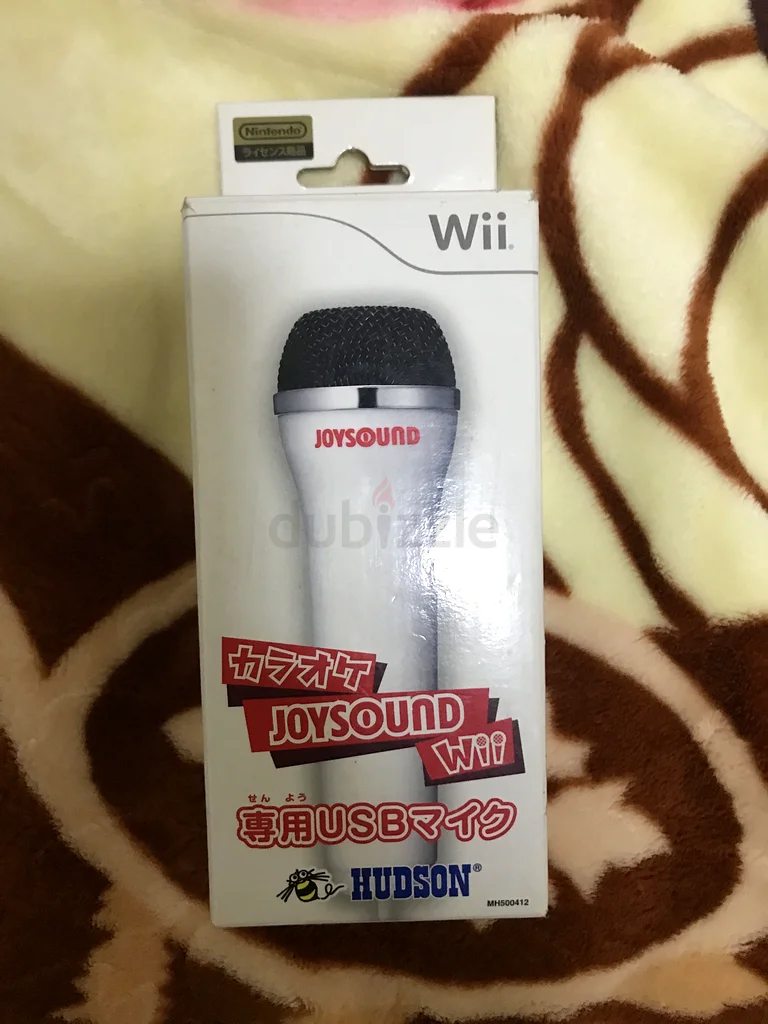 Nintendo
ライセンス商品
Wii
JOYSOUND
dubizzle
カラオケ
JOYSOUND
Wii
せん よう
専用USBマイク
HUDSON®
MH500412